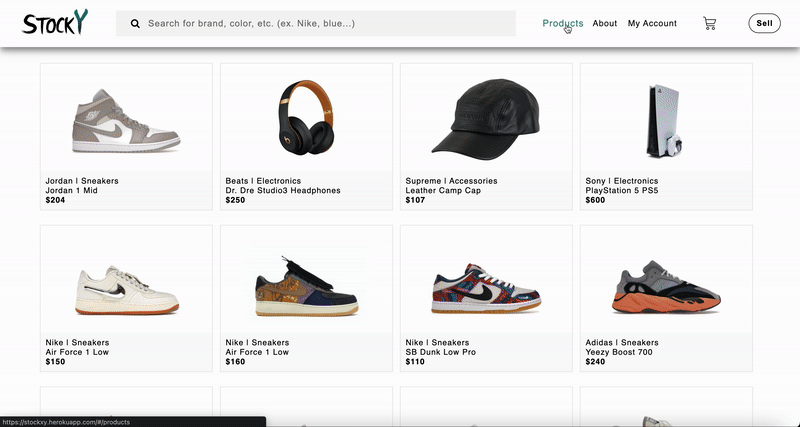 STOCKY
Search for brand, color, etc. (ex. Nike, blue...)
Products
About
My Account
Sell
Jordan | Sneakers
Jordan 1 Mid
$204
Beats | Electronics
Dr. Dre Studio3 Headphones
$250
Supreme | Accessories
Leather Camp Cap
$107
Sony | Electronics
PlayStation 5 PS5
$600
Nike | Sneakers
Air Force 1 Low
$150
Nike | Sneakers
Air Force 1 Low
$160
Nike | Sneakers
SB Dunk Low Pro
$110
Adidas | Sneakers
Yeezy Boost 700
$240
https://stockxy.herokuapp.com/#/products